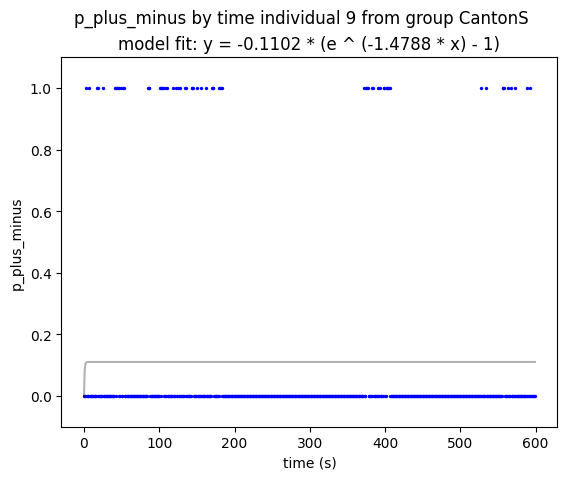 p_plus_minus by time individual 9 from group CantonS
model fit: y = -0.1102 * (e ^ (-1.4788 * x) - 1)
1.0
0.8
0.6
0.4
0.2
0.0
p_plus_minus
0 100 200 300 400 500 600
time (s)